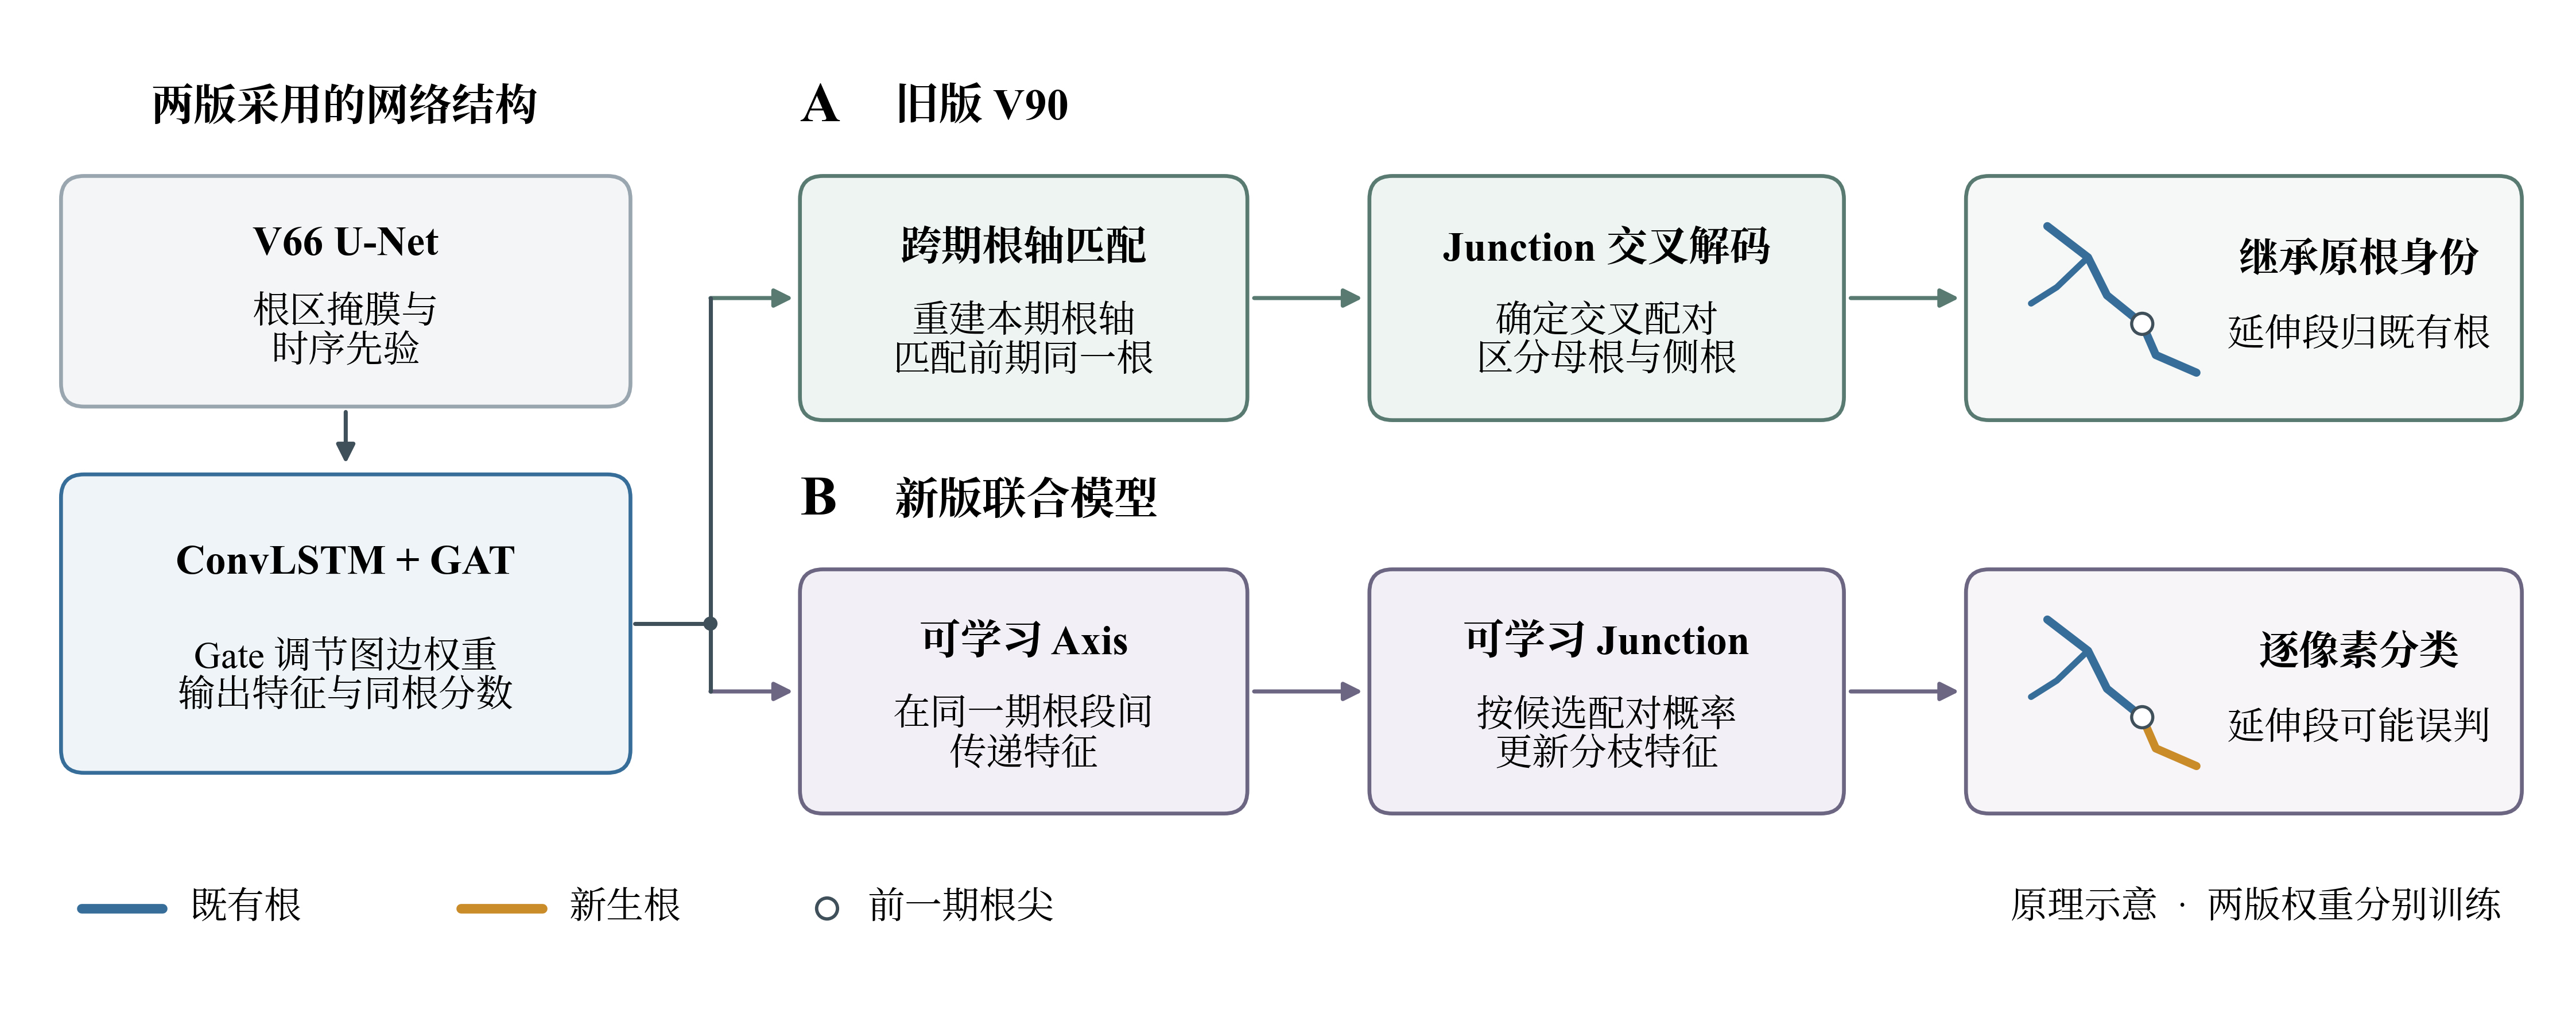 两版采用的网络结构
V66 U-Net
根区掩膜与
时序先验
ConvLSTM + GAT
Gate 调节图边权重
输出特征与同根分数
A 旧版 V90
跨期根轴匹配
重建本期根轴
匹配前期同一根
Junction 交叉解码
确定交叉配对
区分母根与侧根
继承原根身份
延伸段归既有根
B 新版联合模型
可学习 Axis
在同一期根段间
传递特征
可学习 Junction
按候选配对概率
更新分枝特征
逐像素分类
延伸段可能误判
既有根
新生根
前一期根尖
原理示意 · 两版权重分别训练